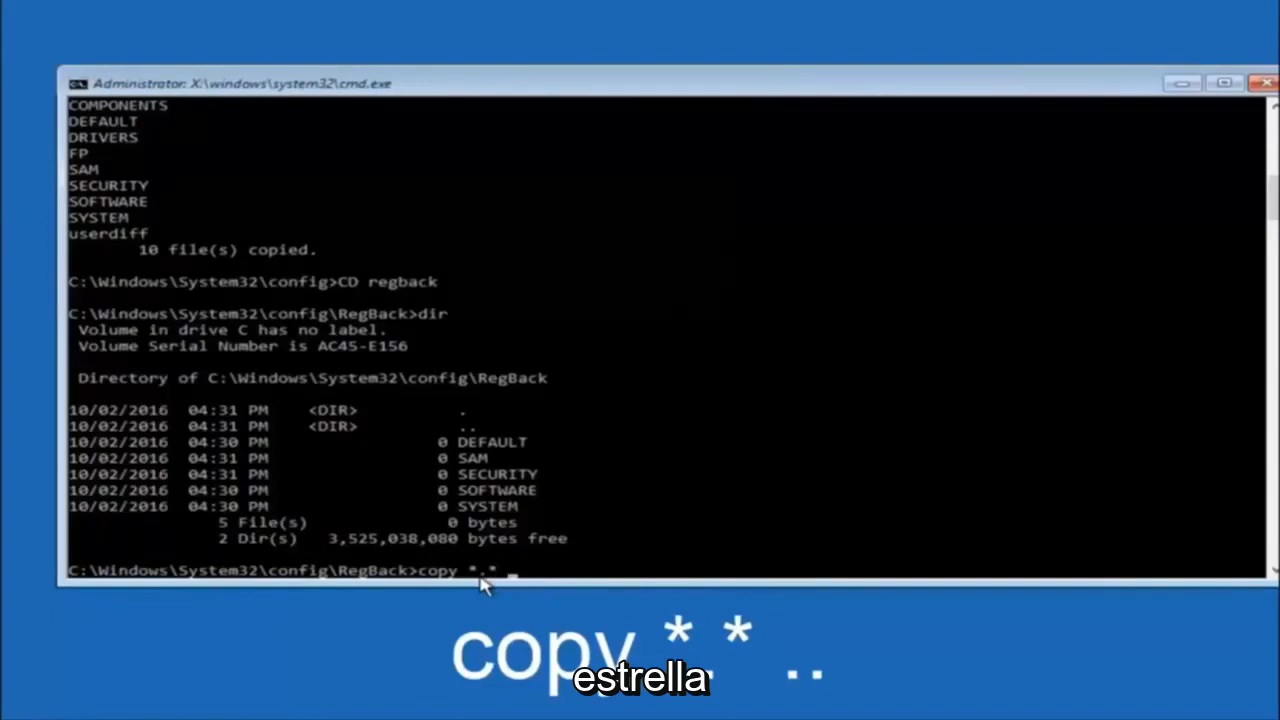 Administrator: X:\windows\system32\cmd.exe
COMPONENTS
DEFAULT
DRIVERS
FP
SAM
SECURITY
SOFTWARE
SYSTEM
userdiff
10 file(s) copied.
C:\Windows\System32\config>CD regback
C:\Windows\System32\config\RegBack>dir
Volume in drive C has no label.
Volume Serial Number is AC45-E156
Directory of C:\Windows\System32\config\RegBack
10/02/2016 04:31 PM <DIR> .
10/02/2016 04:31 PM <DIR> ..
10/02/2016 04:30 PM 0 DEFAULT
10/02/2016 04:31 PM 0 SAM
10/02/2016 04:31 PM 0 SECURITY
10/02/2016 04:30 PM 0 SOFTWARE
10/02/2016 04:30 PM 0 SYSTEM
5 File(s) 0 bytes
2 Dir(s) 3,525,038,080 bytes free
C:\Windows\System32\config\RegBack>copy *.* _
copy *.* ..
estrella